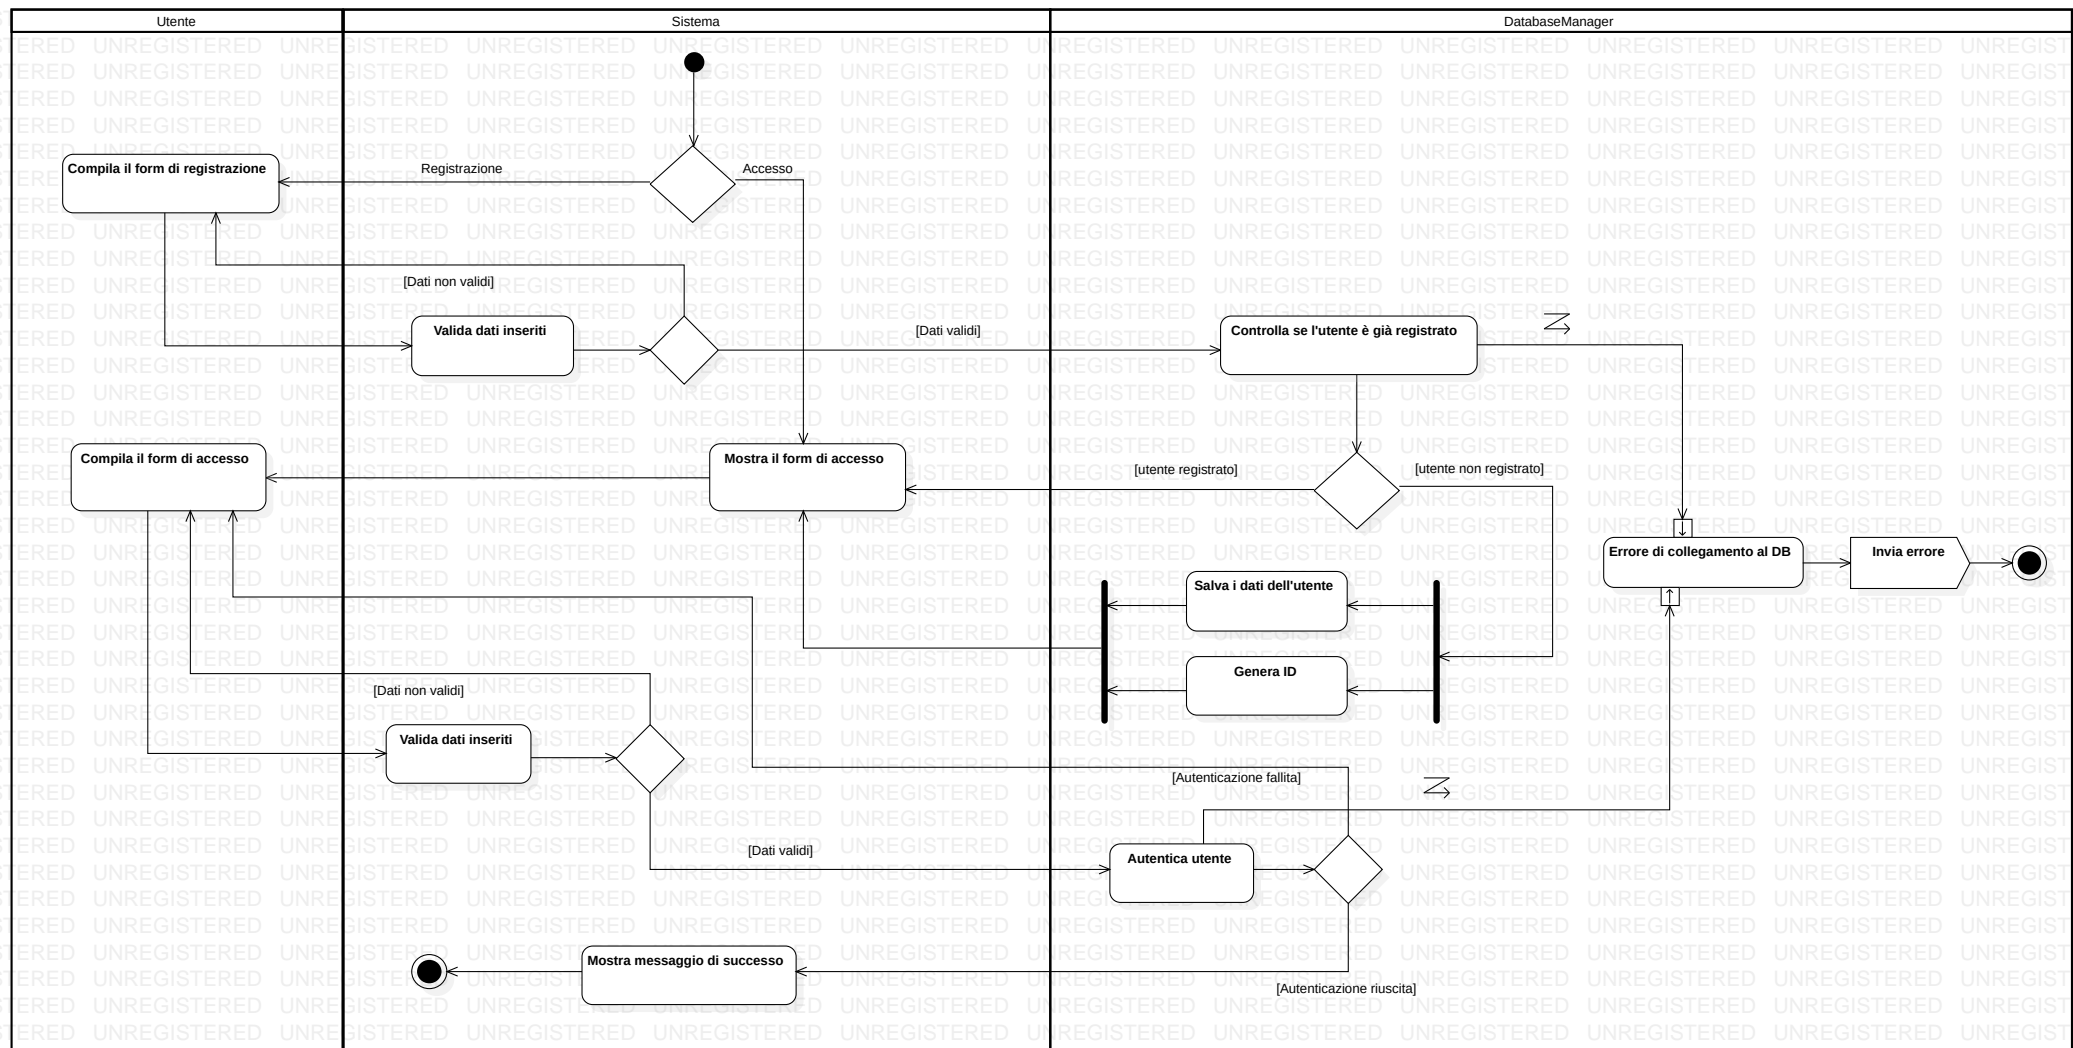 Utente
Sistema
DatabaseManager
Compila il form di registrazione
Registrazione
Accesso
[Dati non validi]
Valida dati inseriti
[Dati validi]
Controlla se l'utente è già registrato
Compila il form di accesso
Mostra il form di accesso
[utente registrato]
[utente non registrato]
Errore di collegamento al DB
Invia errore
Salva i dati dell'utente
Genera ID
[Dati non validi]
Valida dati inseriti
[Autenticazione fallita]
[Dati validi]
Autentica utente
Mostra messaggio di successo
[Autenticazione riuscita]
UNREGISTERED